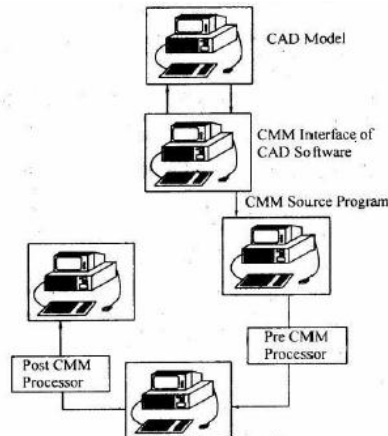 CAD Model
CMM Interface of
CAD Software
CMM Source Program
Pre CMM
Processor
Post CMM
Processor